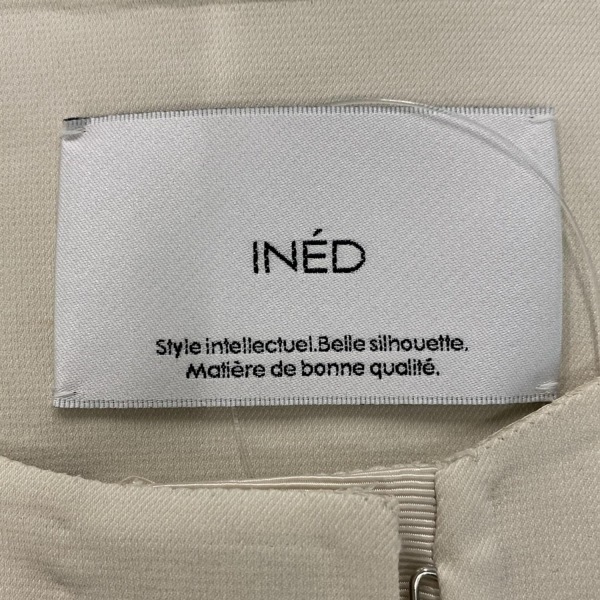 INÉD
Style intellectuel.Belle silhouette.
Matière de bonne qualité.